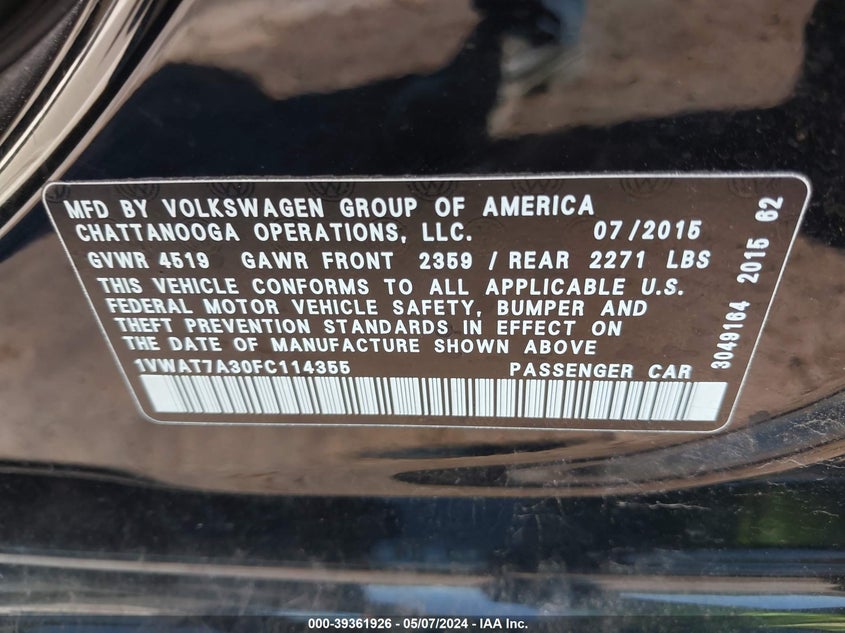 MFD BY VOLKSWAGEN GROUP OF AMERICA
CHATTANOOGA OPERATIONS, LLC. 07/2015
GVWR 4519 GAWR FRONT 2359 / REAR 2271 LBS
THIS VEHICLE CONFORMS TO ALL APPLICABLE U.S.
FEDERAL MOTOR VEHICLE SAFETY, BUMPER AND
THEFT PREVENTION STANDARDS IN EFFECT ON
THE DATE OF MANUFACTURE SHOWN ABOVE
1VWAT7A30FC114355 PASSENGER CAR
3049164 2015 62
000-39361926 - 05/07/2024 - IAA Inc.